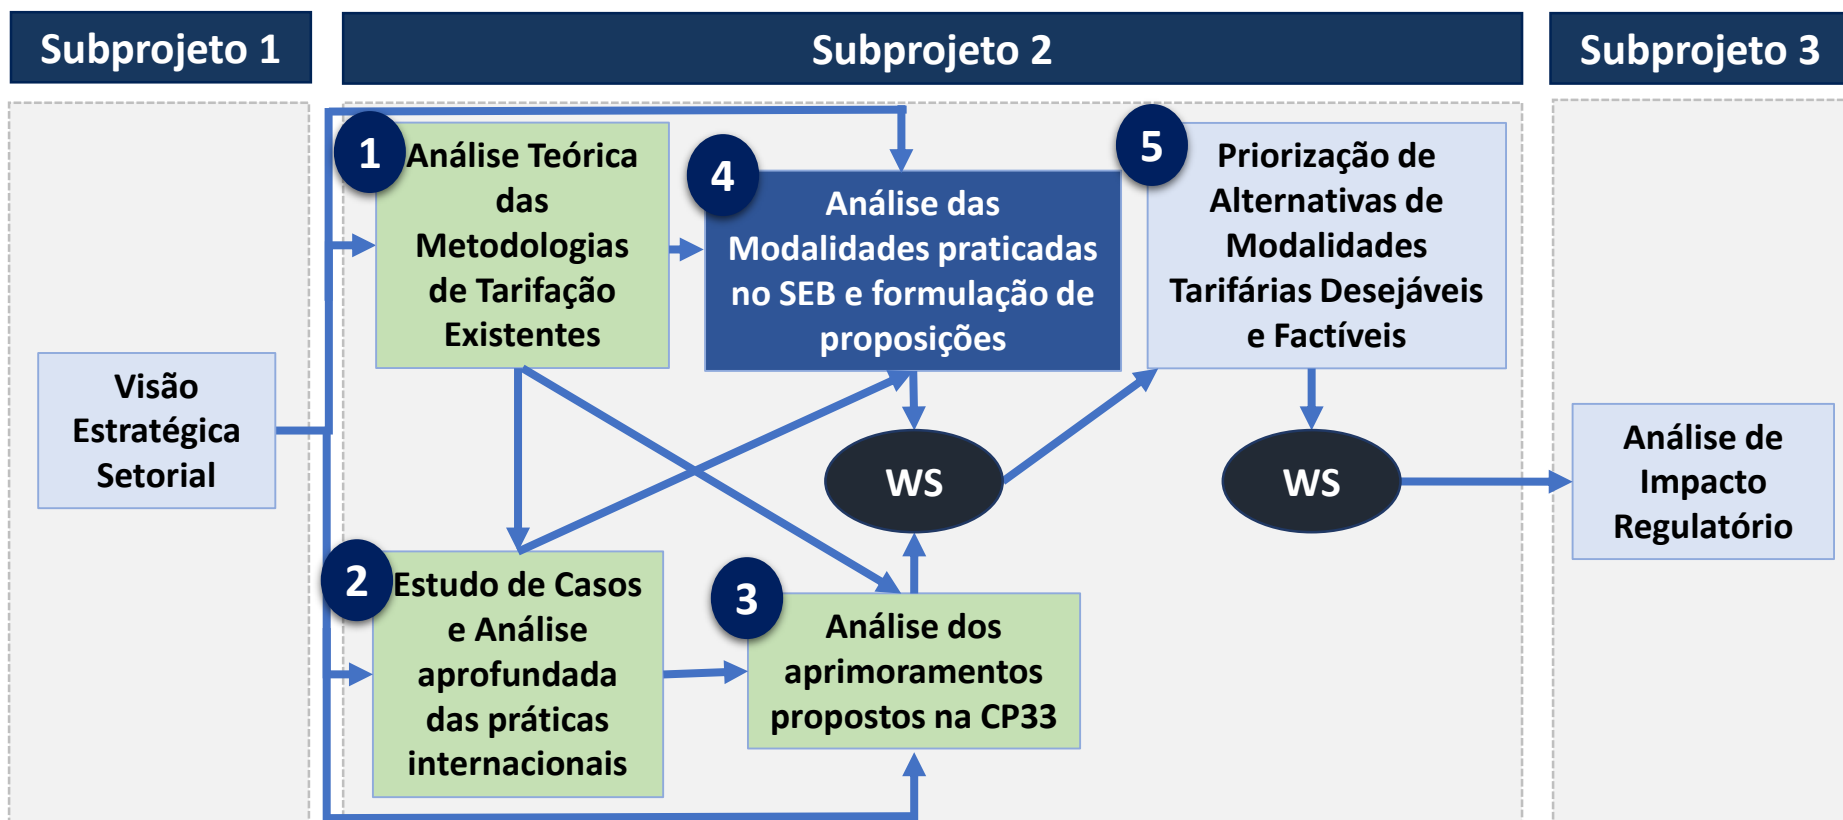 Subprojeto 1
Subprojeto 2
Subprojeto 3
Visão
Estratégica
Setorial
1
Análise Teórica
das
Metodologias
de Tarifação
Existentes
2
Estudo de Casos
e Análise
aprofundada
das práticas
internacionais
3
Análise dos
aprimoramentos
propostos na CP33
4
Análise das
Modalidades praticadas
no SEB e formulação de
proposições
WS
5
Priorização de
Alternativas de
Modalidades
Tarifárias Desejáveis
e Factíveis
WS
Análise de
Impacto
Regulatório